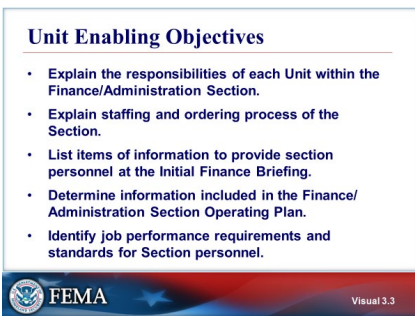 Unit Enabling Objectives
• Explain the responsibilities of each Unit within the
Finance/Administration Section.
• Explain staffing and ordering process of the
Section.
• List items of information to provide section
personnel at the Initial Finance Briefing.
• Determine information included in the Finance/
Administration Section Operating Plan.
• Identify job performance requirements and
standards for Section personnel.
FEMA
Visual 3.3